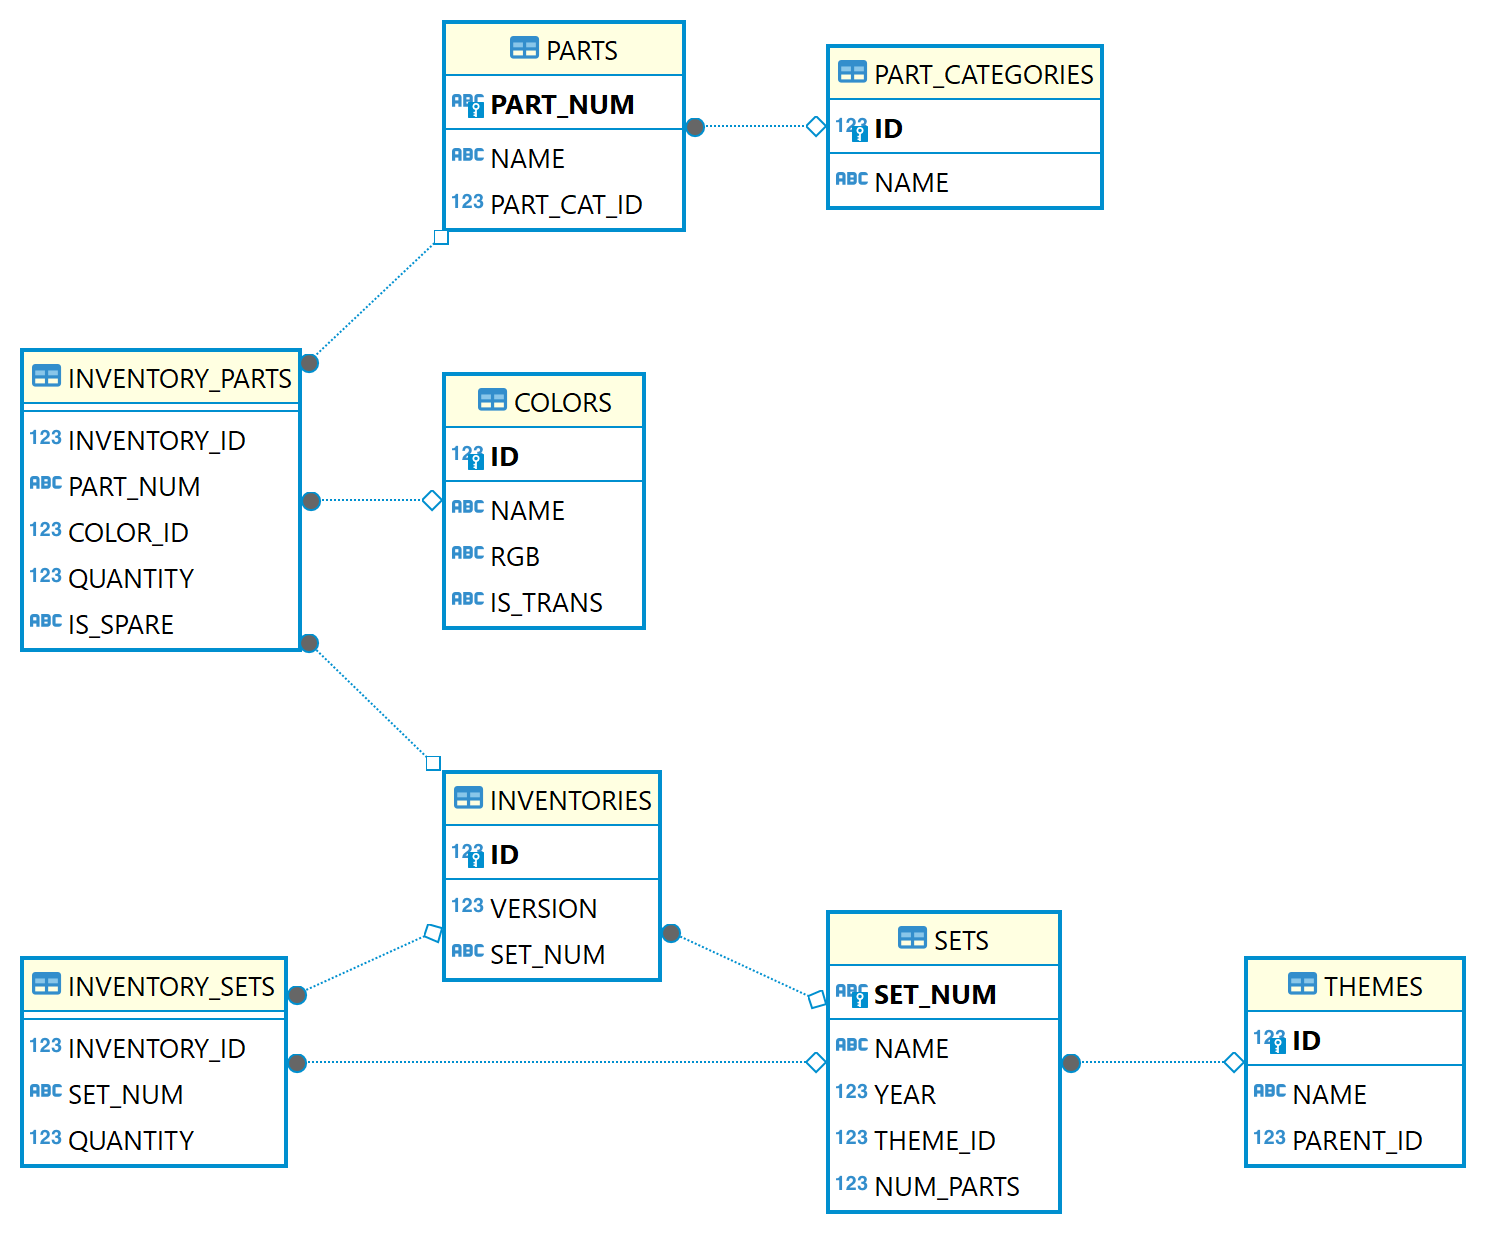 PARTS
ABC PART_NUM
ABC NAME
123 PART_CAT_ID
PART_CATEGORIES
123 ID
ABC NAME
INVENTORY_PARTS
123 INVENTORY_ID
ABC PART_NUM
123 COLOR_ID
123 QUANTITY
ABC IS_SPARE
COLORS
123 ID
ABC NAME
ABC RGB
ABC IS_TRANS
INVENTORIES
123 ID
123 VERSION
ABC SET_NUM
INVENTORY_SETS
123 INVENTORY_ID
ABC SET_NUM
123 QUANTITY
SETS
ABC SET_NUM
ABC NAME
123 YEAR
123 THEME_ID
123 NUM_PARTS
THEMES
123 ID
ABC NAME
123 PARENT_ID